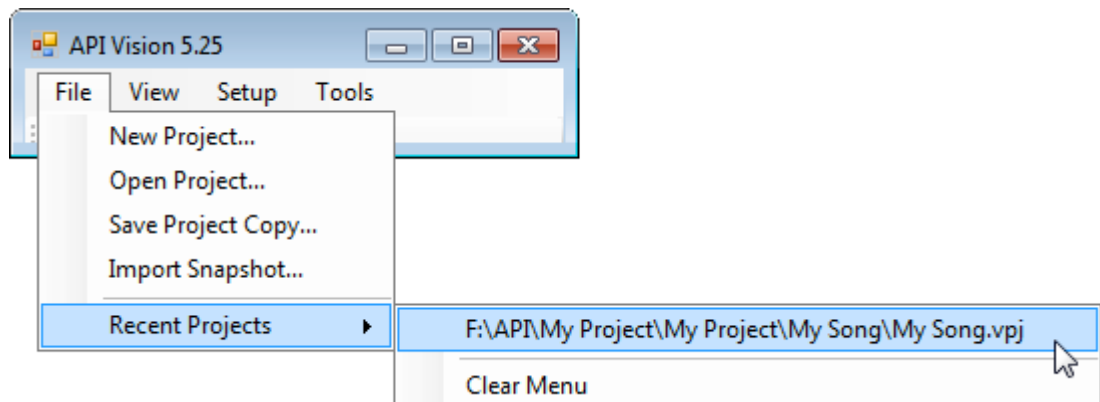 API Vision 5.25
File View Setup Tools
New Project...
Open Project...
Save Project Copy...
Import Snapshot...
Recent Projects
F:\API\My Project\My Project\My Song\My Song.vpj
Clear Menu